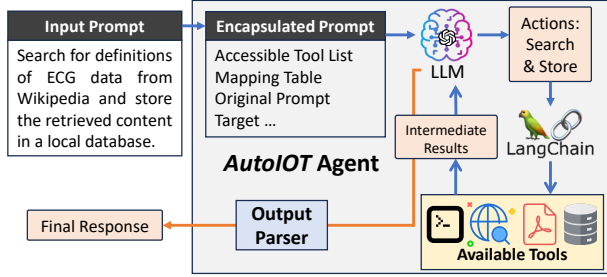 Input Prompt
Search for definitions
of ECG data from
Wikipedia and store
the retrieved content
in a local database.
Encapsulated Prompt
Accessible Tool List
Mapping Table
Original Prompt
Target ...
LLM
Actions:
Search
& Store
Intermediate
Results
LangChain
AutoIOT Agent
Output
Parser
Final Response
Available Tools